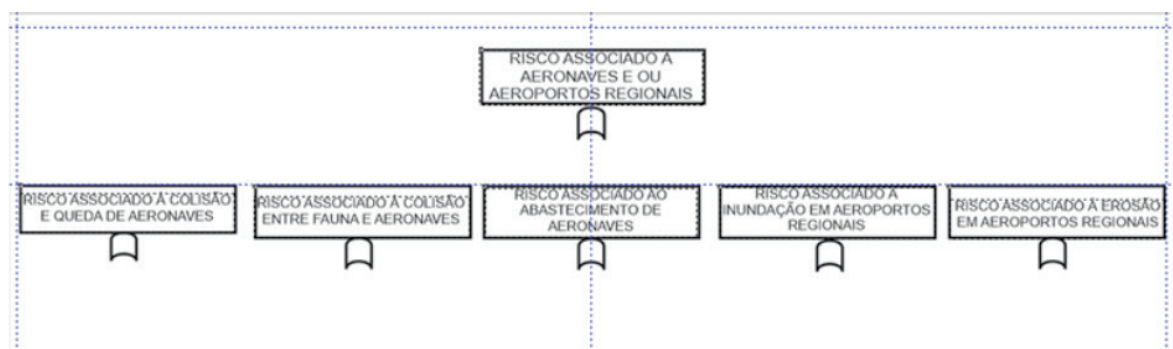 RISCO ASSOCIADO A
AERONAVES E OU
AEROPORTOS REGIONAIS
RISCO ASSOCIADO À COLISÃO
E QUEDA DE AERONAVES
RISCO ASSOCIADO À COLISÃO
ENTRE FAUNA E AERONAVES
RISCO ASSOCIADO AO
ABASTECIMENTO DE
AERONAVES
RISCO ASSOCIADO A
INUNDAÇÃO EM AEROPORTOS
REGIONAIS
RISCO ASSOCIADO À EROSÃO
EM AEROPORTOS REGIONAIS